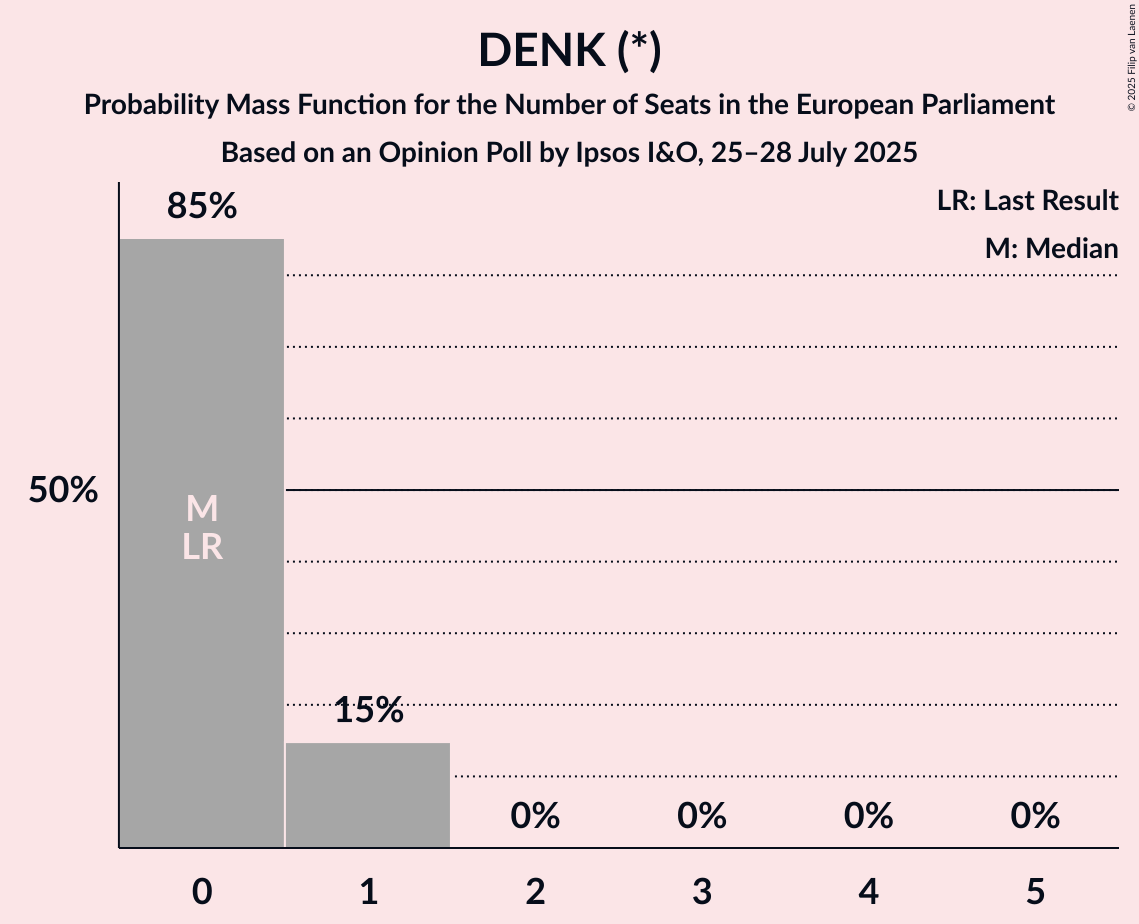 DENK (*)
Probability Mass Function for the Number of Seats in the European Parliament
Based on an Opinion Poll by Ipsos I&O, 25–28 July 2025
© 2025 Filip van Laenen
LR: Last Result
M: Median
85%
50%
M
LR
15%
0%
0%
0%
0%
0
1
2
3
4
5